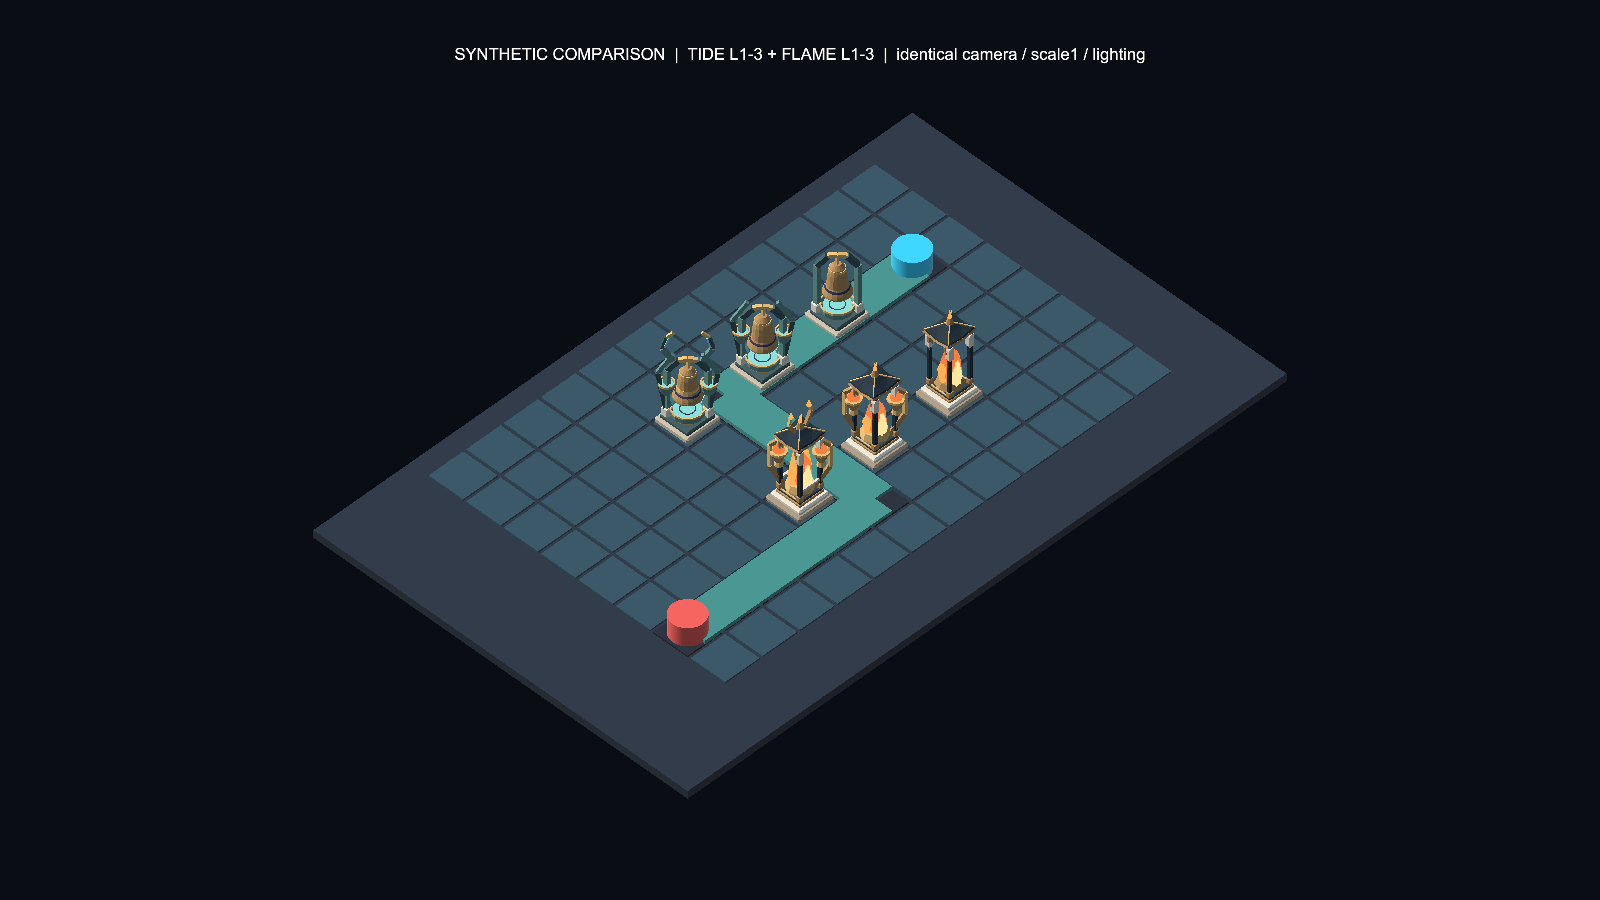 SYNTHETIC COMPARISON | TIDE L1-3 + FLAME L1-3 | identical camera / scale1 / lighting